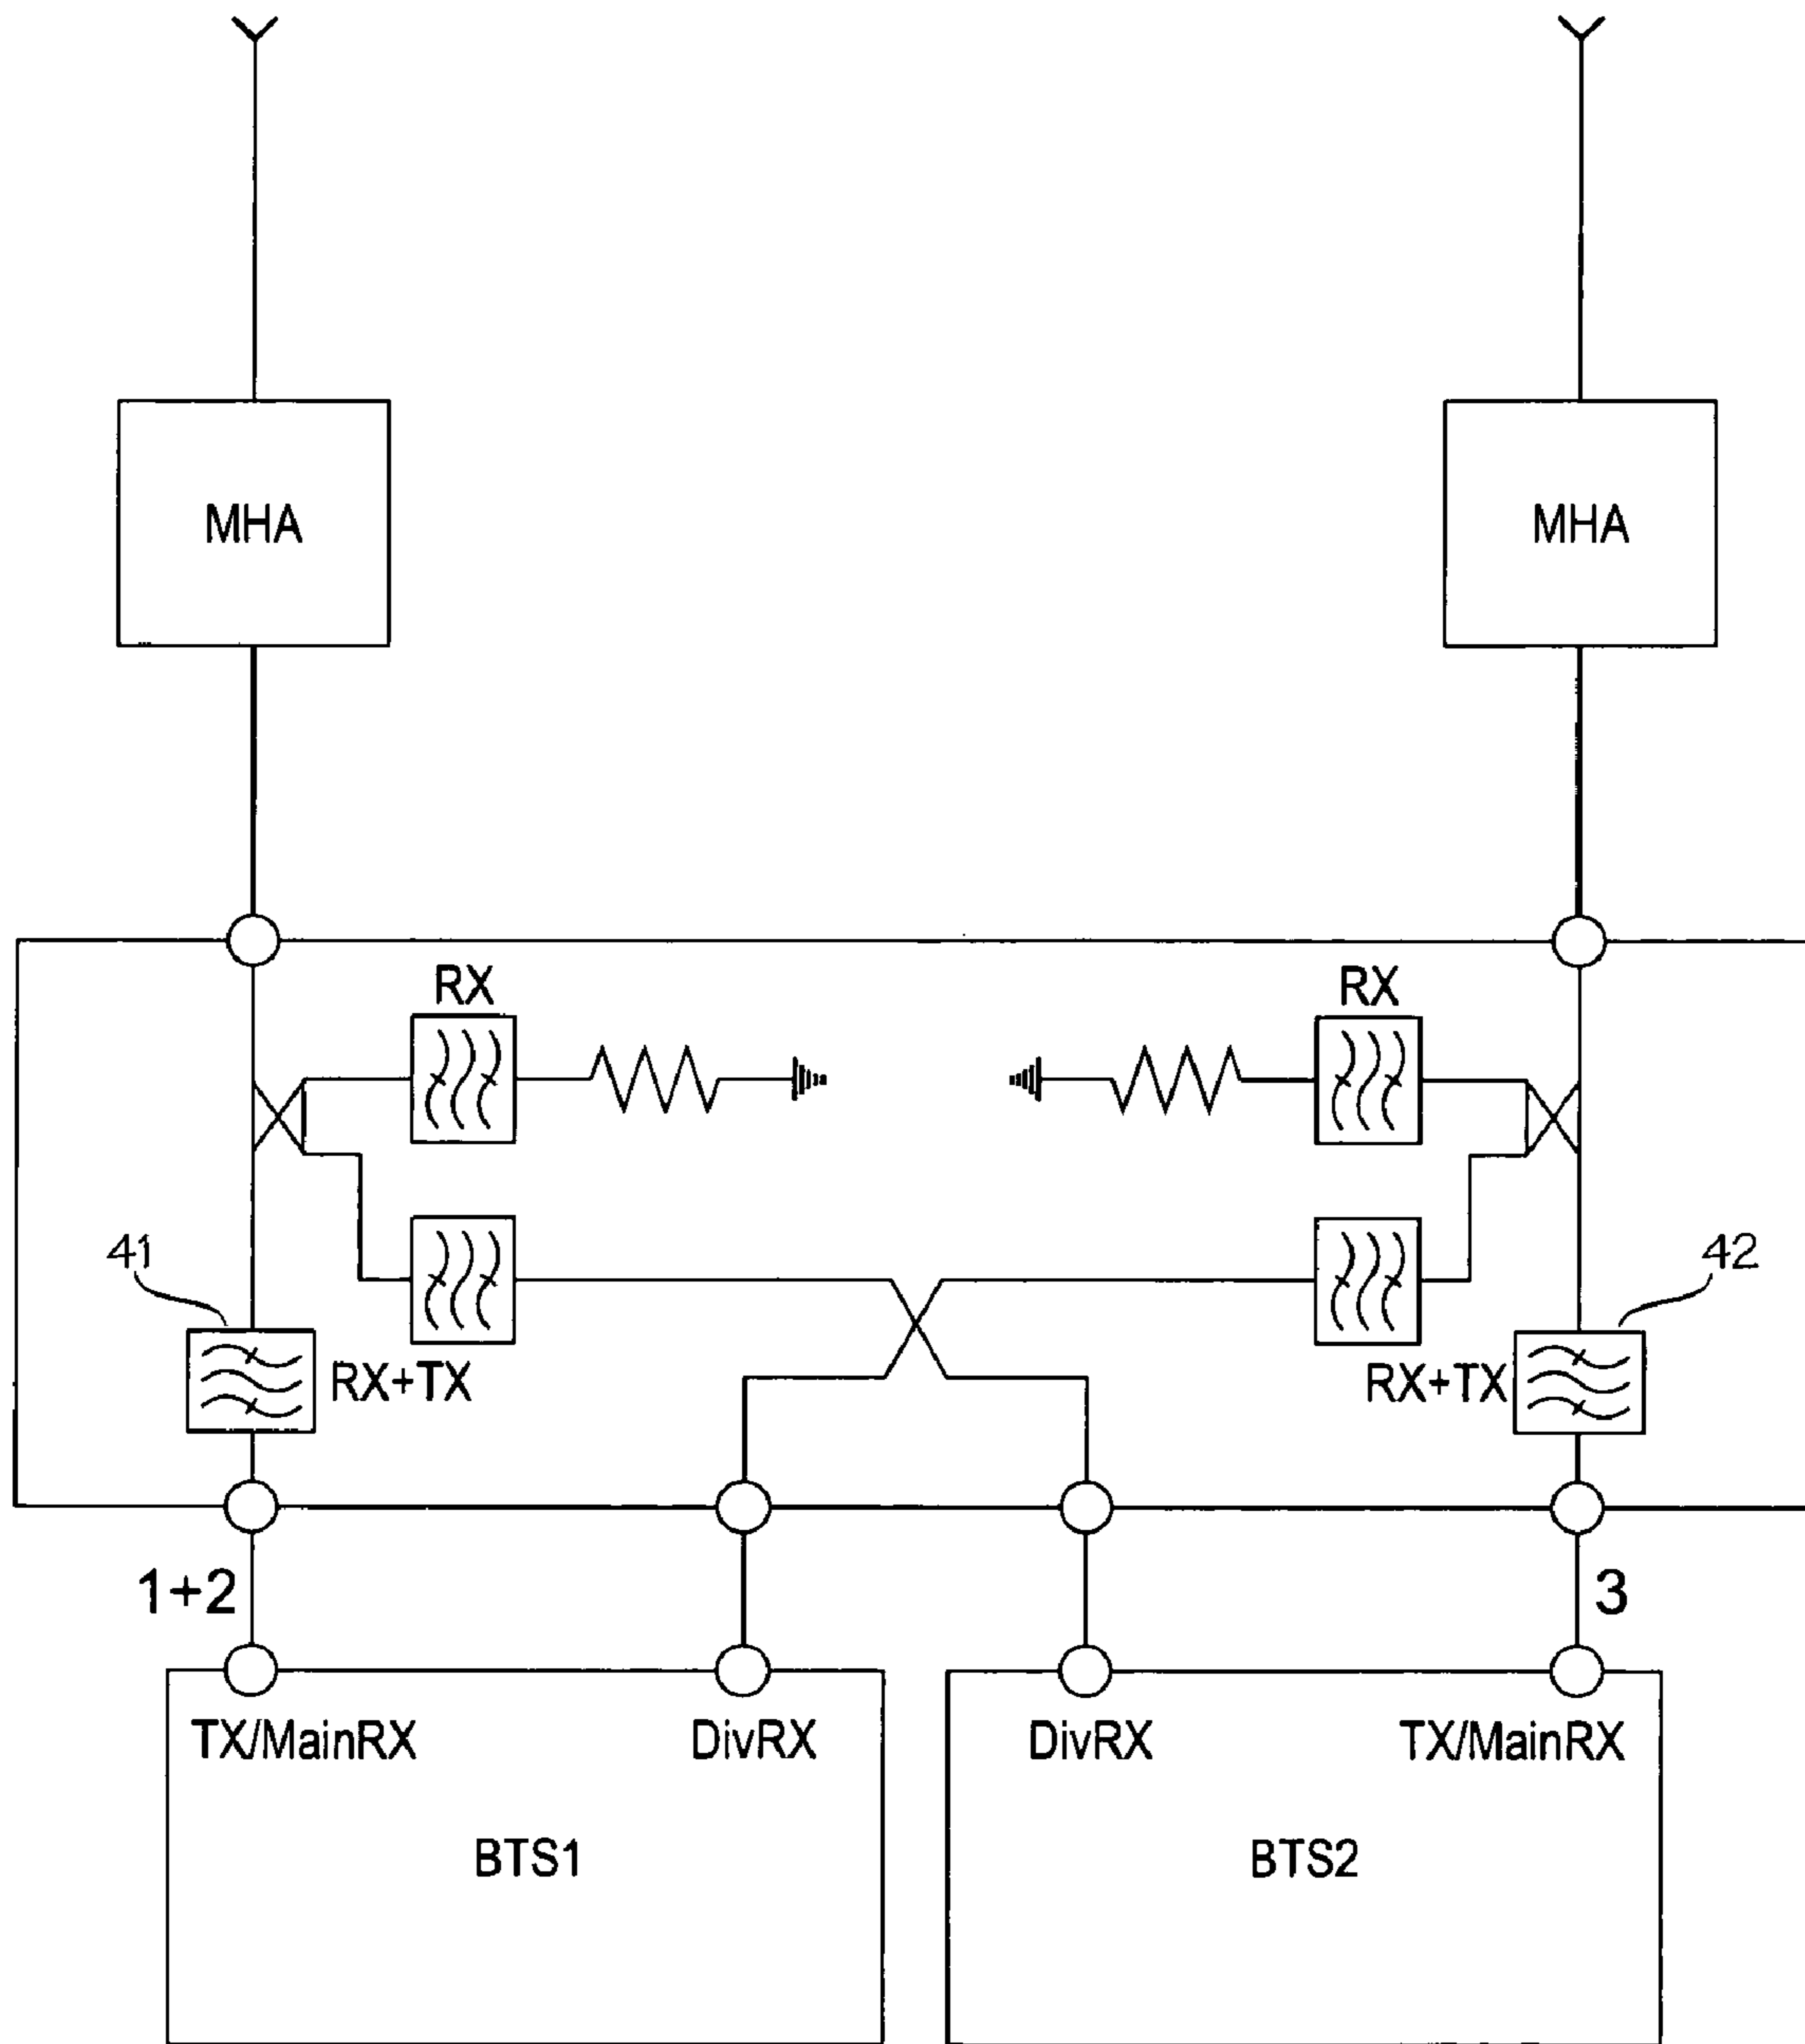 MHA MHA
RX RX
41 42
RX+TX RX+TX
1+2 3
TX/MainRX DivRX DivRX TX/MainRX
BTS1 BTS2